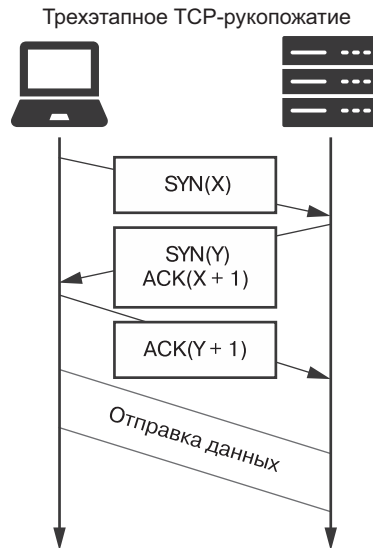 Трехэтапное TCP-рукопожатие
SYN(X)
SYN(Y)
ACK(X + 1)
ACK(Y + 1)
Отправка данных